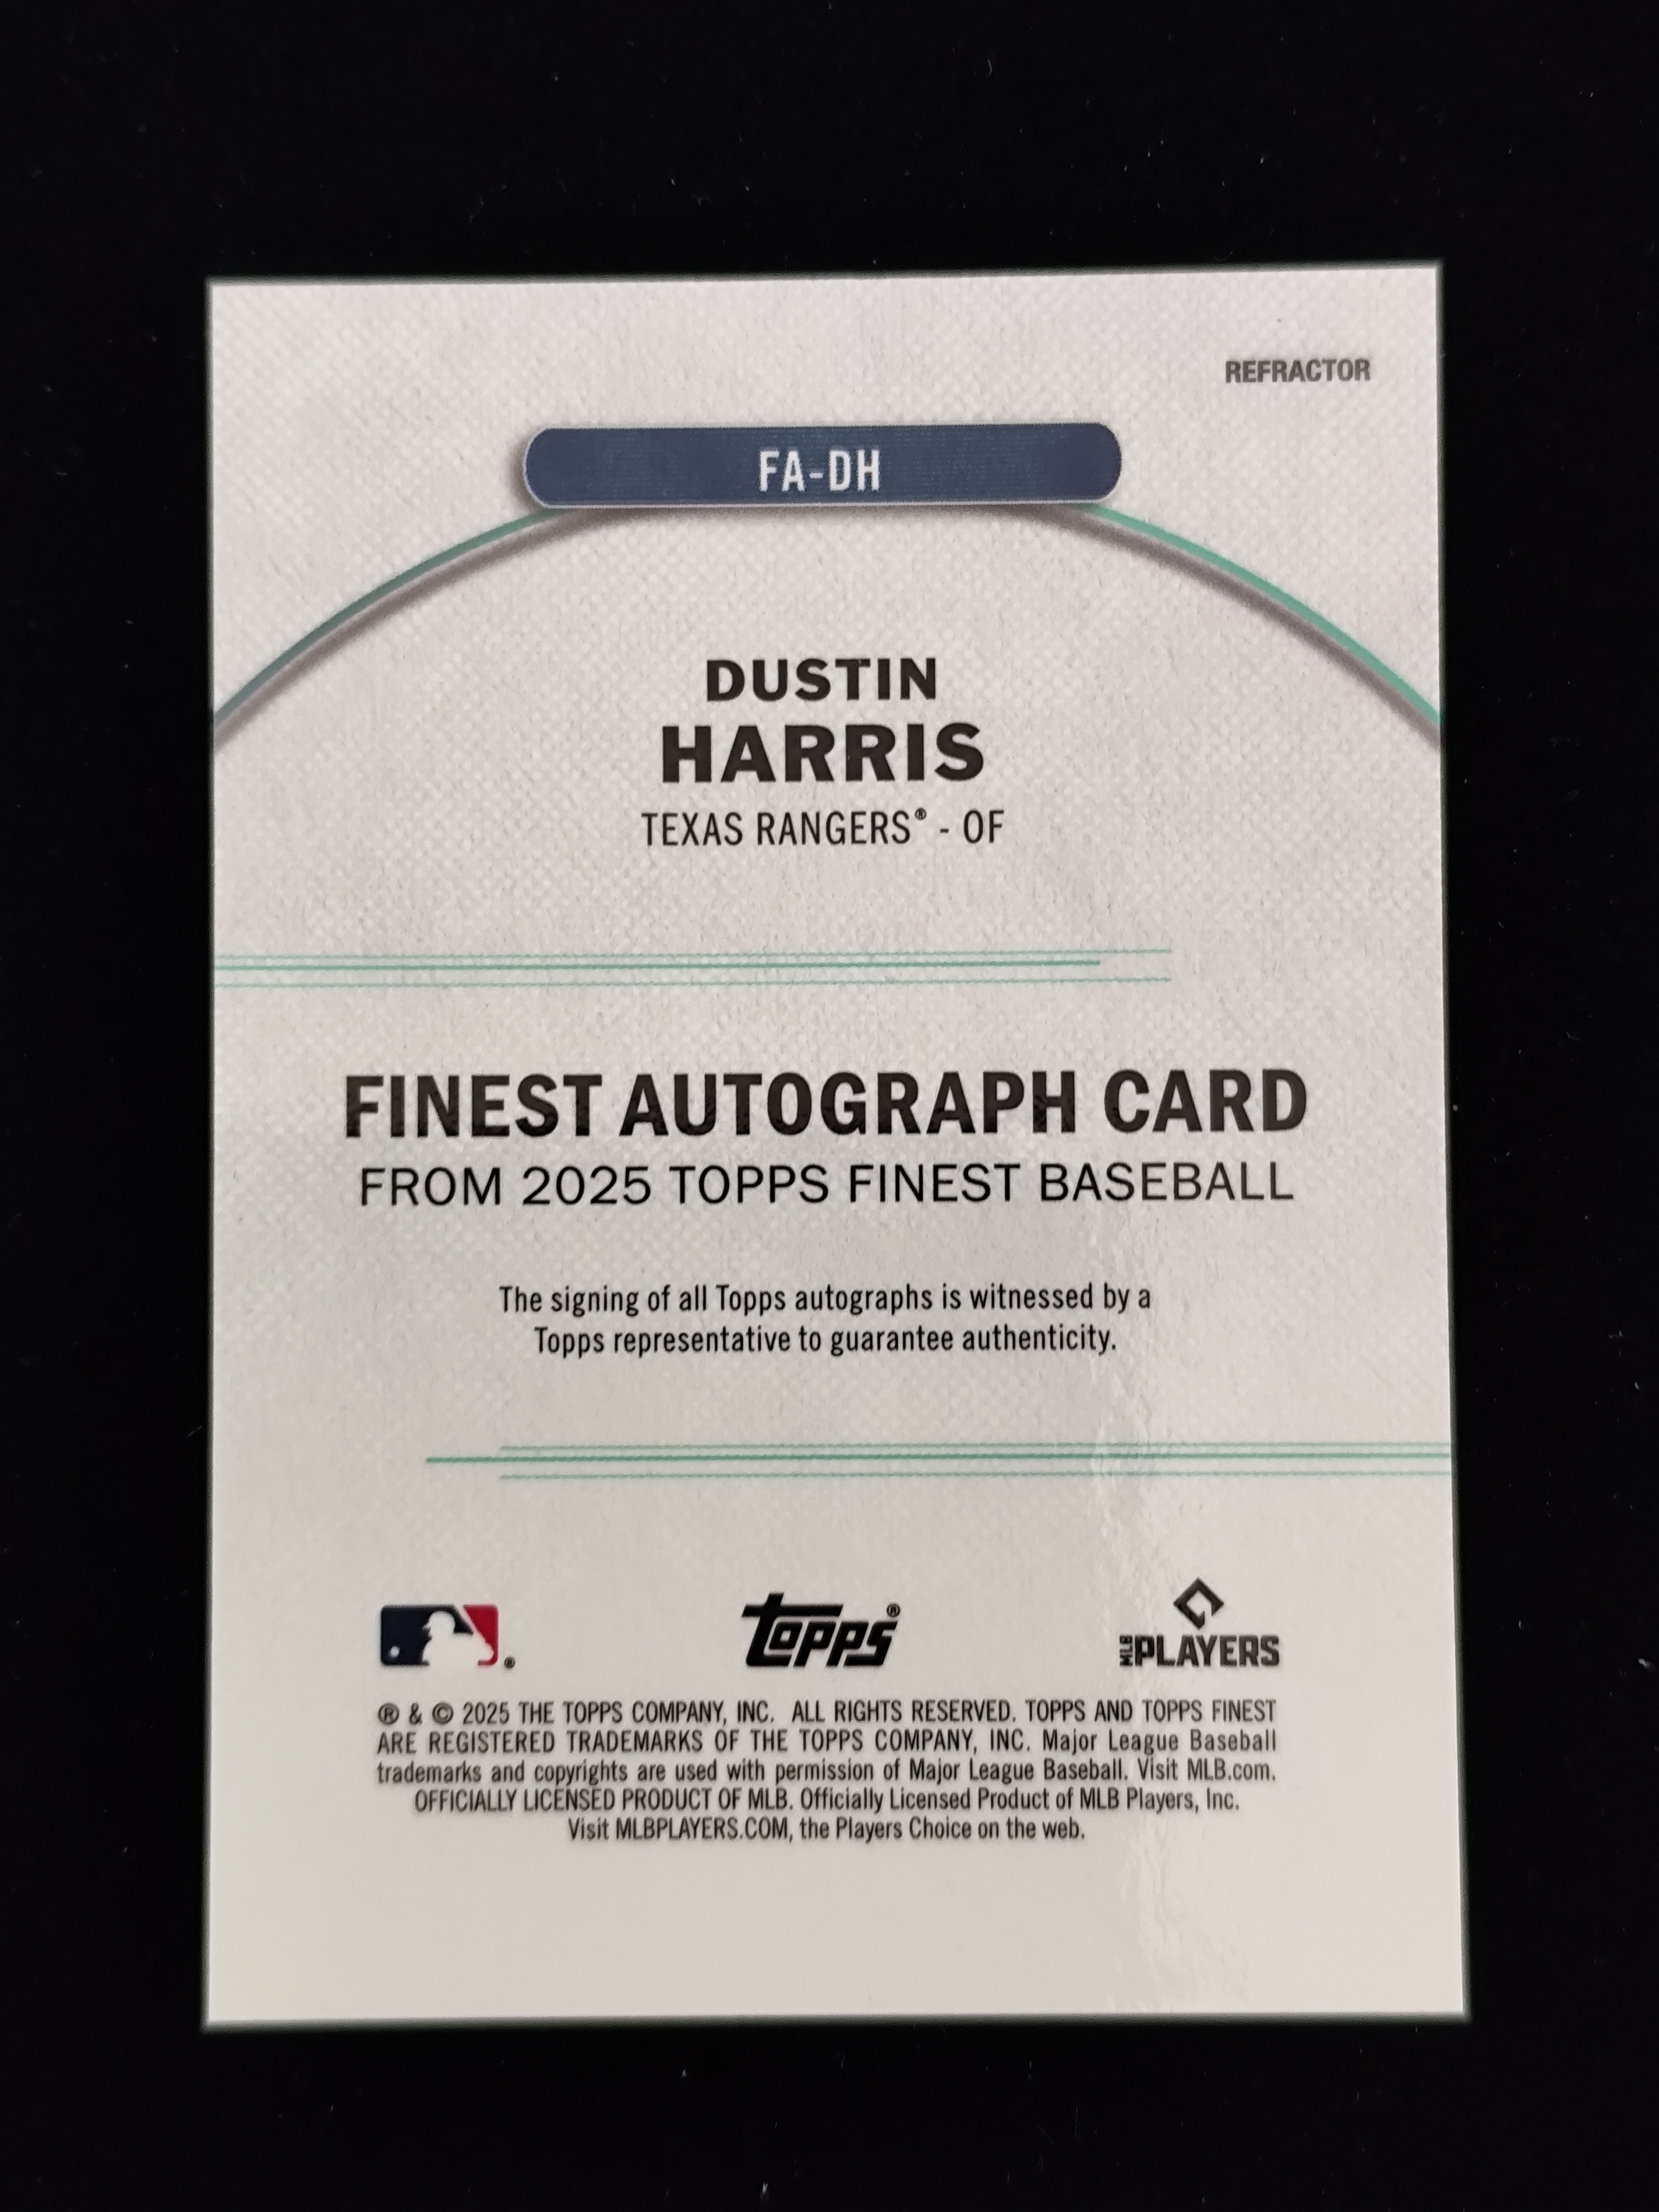 REFRACTOR
FA-DH
DUSTIN
HARRIS
TEXAS RANGERS® - OF
FINEST AUTOGRAPH CARD
FROM 2025 TOPPS FINEST BASEBALL
The signing of all Topps autographs is witnessed by a
Topps representative to guarantee authenticity.
® topps® MLB PLAYERS
® & © 2025 THE TOPPS COMPANY, INC. ALL RIGHTS RESERVED. TOPPS AND TOPPS FINEST
ARE REGISTERED TRADEMARKS OF THE TOPPS COMPANY, INC. Major League Baseball
trademarks and copyrights are used with permission of Major League Baseball. Visit MLB.com.
OFFICIALLY LICENSED PRODUCT OF MLB. Officially Licensed Product of MLB Players, Inc.
Visit MLBPLAYERS.COM, the Players Choice on the web.